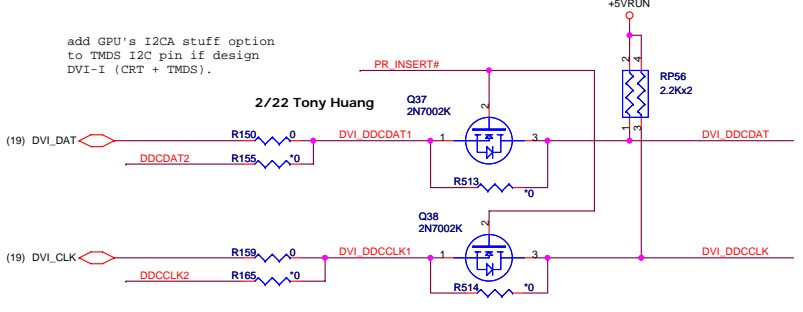 +5VRUN
add GPU's I2CA stuff option
to TMDS I2C pin if design
DVI-I (CRT + TMDS).
PR_INSERT#
2 4
RP56
2.2Kx2
2/22 Tony Huang
Q37
2N7002K
2
1 3
(19) DVI_DAT
R150 0
DVI_DDCDAT1
1 3
DVI_DDCDAT
DDCDAT2
R155 *0
R513
*0
Q38
2N7002K
2
(19) DVI_CLK
R159 0
DVI_DDCCLK1
1 3
DVI_DDCCLK
DDCCLK2
R165 *0
R514 *0